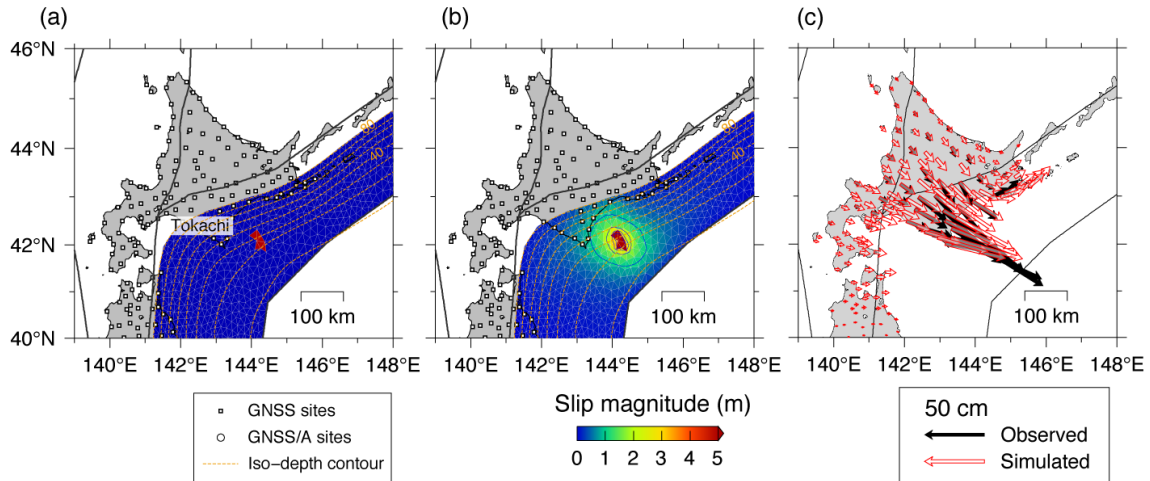 (a)
(b)
(c)
46°N
44°N
42°N
40°N
Tokachi
80
40
100 km
140°E
142°E
144°E
146°E
148°E
80
40
100 km
140°E
142°E
144°E
146°E
148°E
100 km
140°E
142°E
144°E
146°E
148°E
GNSS sites
GNSS/A sites
Iso-depth contour
Slip magnitude (m)
0 1 2 3 4 5
50 cm
Observed
Simulated